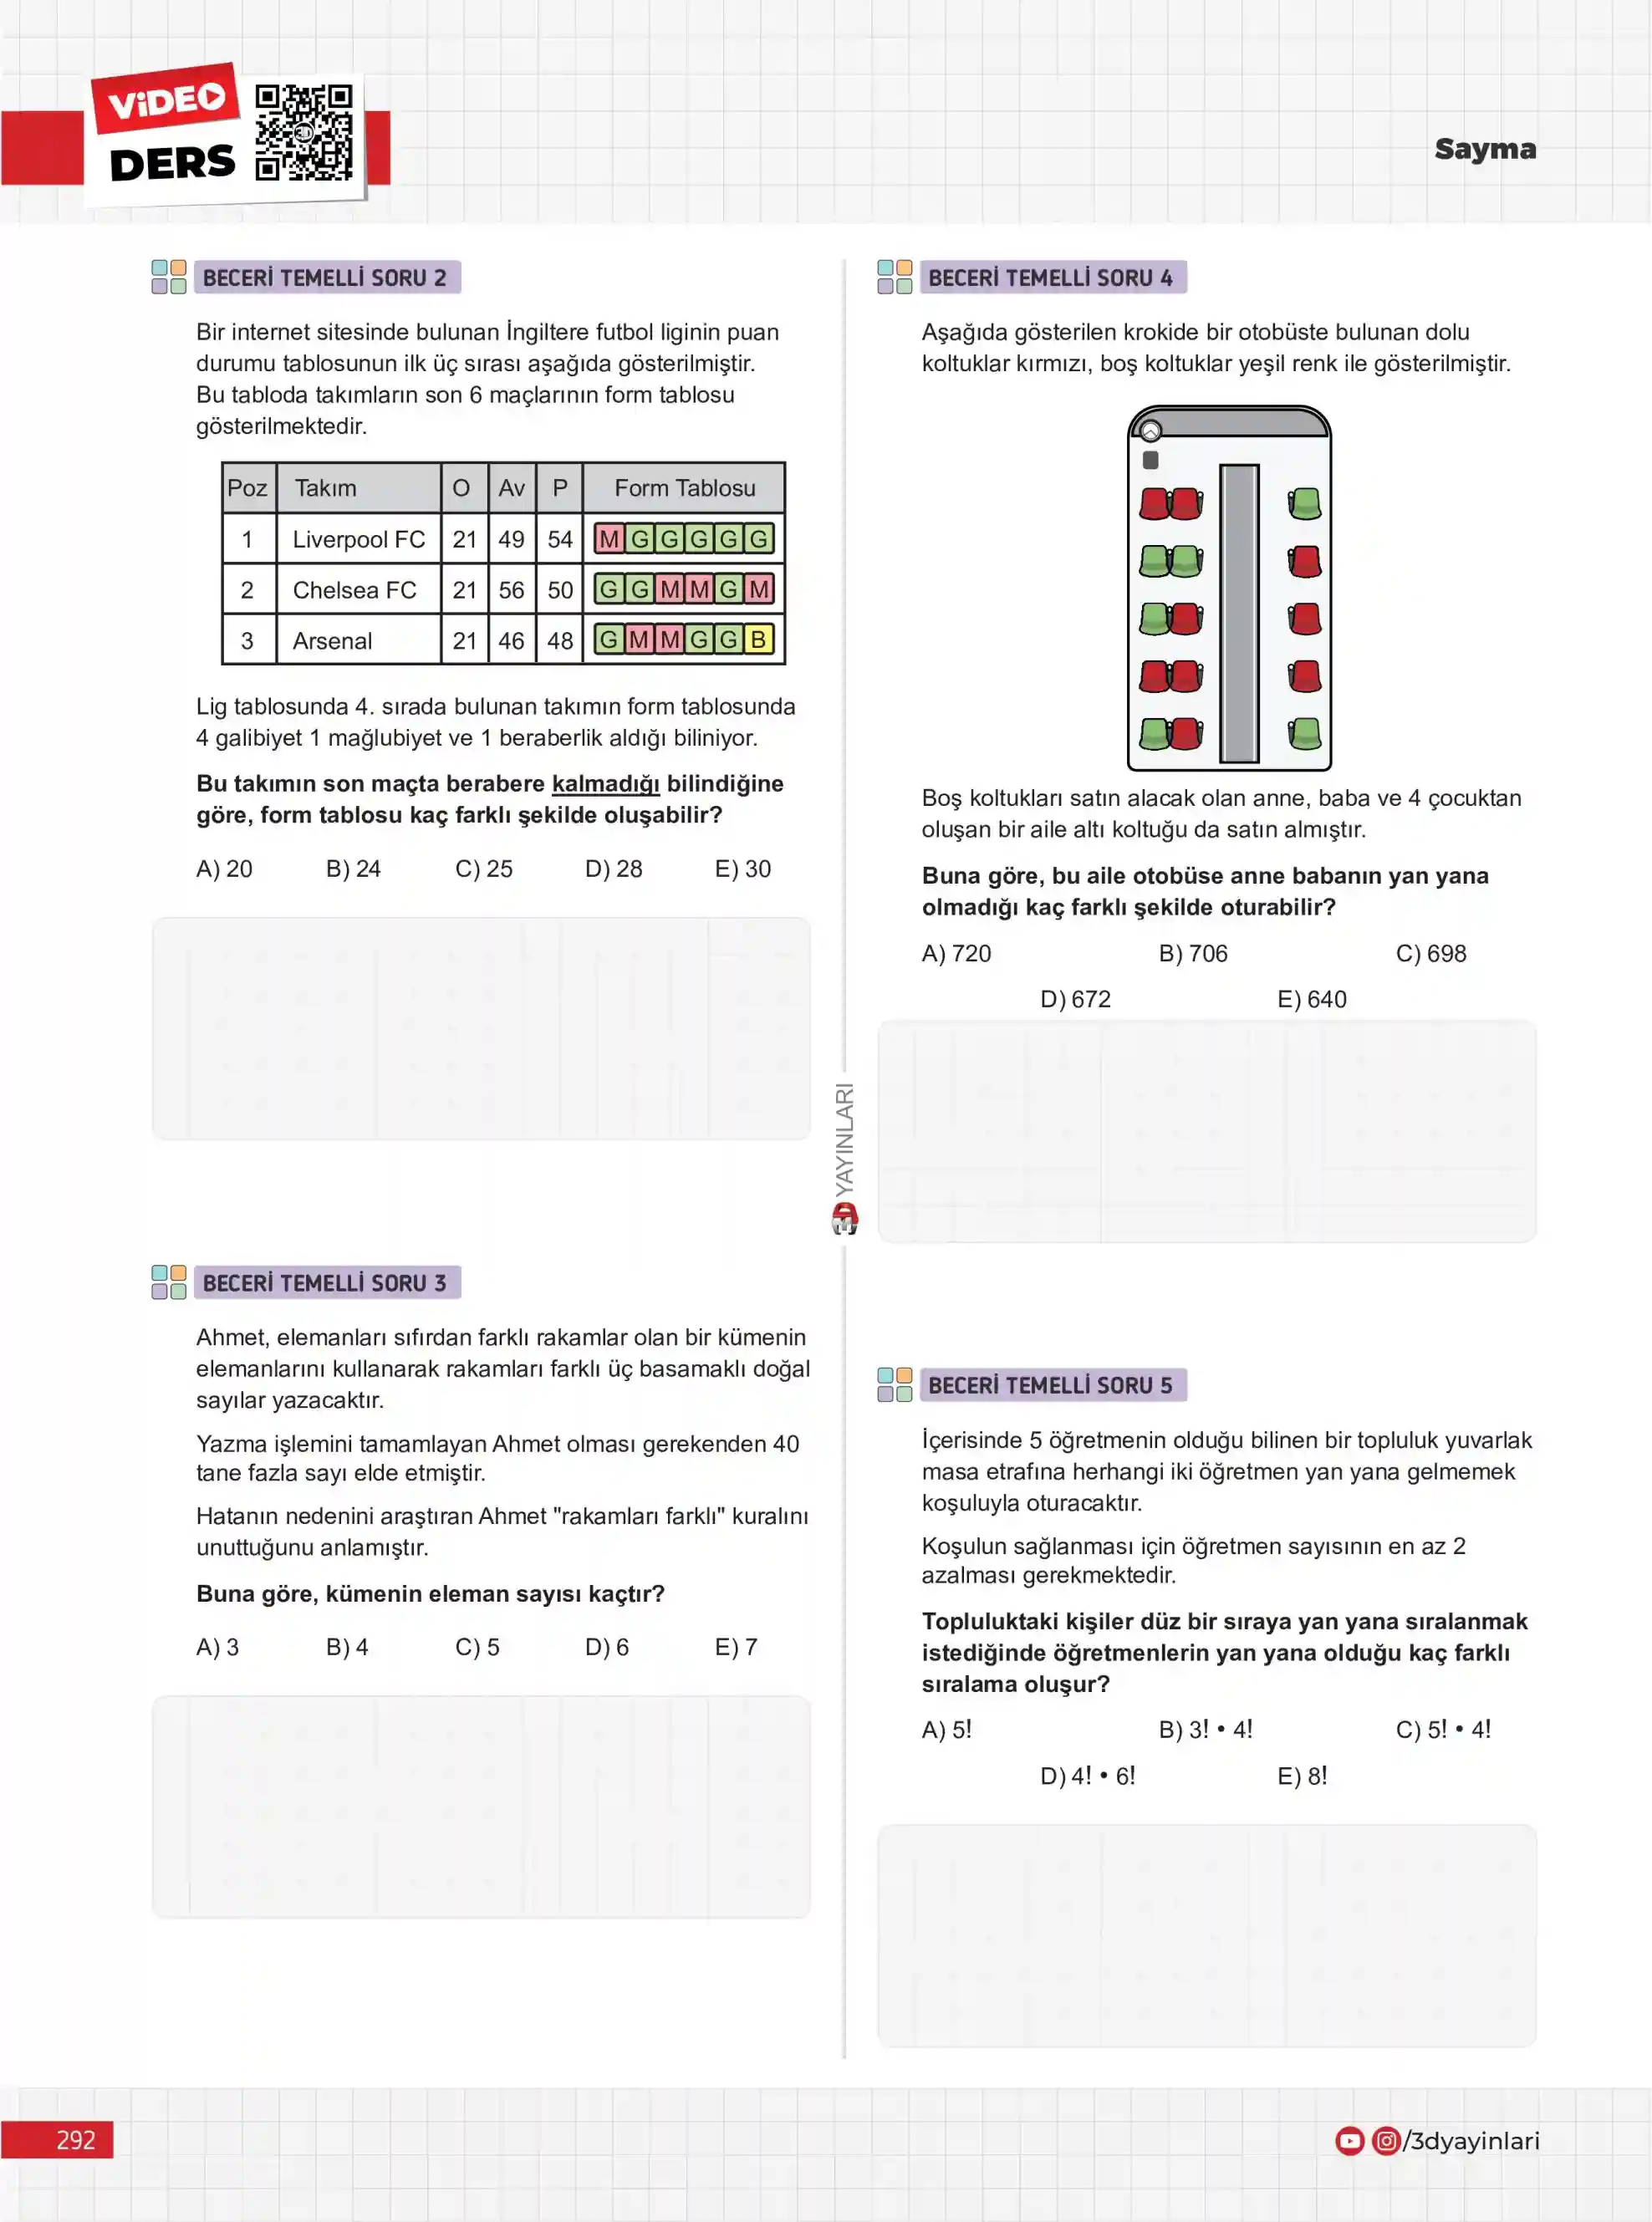 VİDEO
DERS
3D
Sayma
BECERİ TEMELLİ SORU 2
Bir internet sitesinde bulunan İngiltere futbol liginin puan
durumu tablosunun ilk üç sırası aşağıda gösterilmiştir.
Bu tabloda takımların son 6 maçlarının form tablosu
gösterilmektedir.
Poz Takım O Av P Form Tablosu
1 Liverpool FC 21 49 54 M G G G G G
2 Chelsea FC 21 56 50 G G M M G M
3 Arsenal 21 46 48 G M M G G B
Lig tablosunda 4. sırada bulunan takımın form tablosunda
4 galibiyet 1 mağlubiyet ve 1 beraberlik aldığı biliniyor.
Bu takımın son maçta berabere kalmadığı bilindiğine
göre, form tablosu kaç farklı şekilde oluşabilir?
A) 20 B) 24 C) 25 D) 28 E) 30
BECERİ TEMELLİ SORU 3
Ahmet, elemanları sıfırdan farklı rakamlar olan bir kümenin
elemanlarını kullanarak rakamları farklı üç basamaklı doğal
sayılar yazacaktır.
Yazma işlemini tamamlayan Ahmet olması gerekenden 40
tane fazla sayı elde etmiştir.
Hatanın nedenini araştıran Ahmet "rakamları farklı" kuralını
unuttuğunu anlamıştır.
Buna göre, kümenin eleman sayısı kaçtır?
A) 3 B) 4 C) 5 D) 6 E) 7
YAYINLARI
BECERİ TEMELLİ SORU 4
Aşağıda gösterilen krokide bir otobüste bulunan dolu
koltuklar kırmızı, boş koltuklar yeşil renk ile gösterilmiştir.
Boş koltukları satın alacak olan anne, baba ve 4 çocuktan
oluşan bir aile altı koltuğu da satın almıştır.
Buna göre, bu aile otobüse anne babanın yan yana
olmadığı kaç farklı şekilde oturabilir?
A) 720 B) 706 C) 698
D) 672 E) 640
BECERİ TEMELLİ SORU 5
İçerisinde 5 öğretmenin olduğu bilinen bir topluluk yuvarlak
masa etrafına herhangi iki öğretmen yan yana gelmemek
koşuluyla oturacaktır.
Koşulun sağlanması için öğretmen sayısının en az 2
azalması gerekmektedir.
Topluluktaki kişiler düz bir sıraya yan yana sıralanmak
istediğinde öğretmenlerin yan yana olduğu kaç farklı
sıralama oluşur?
A) 5! B) 3! • 4! C) 5! • 4!
D) 4! • 6! E) 8!
292
/3dyayinlari